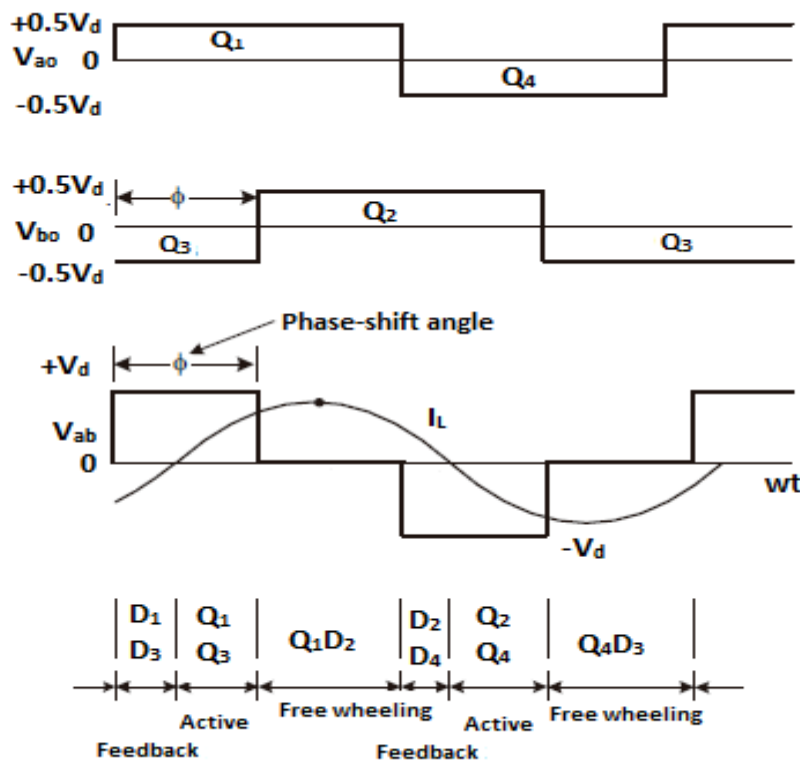 +0.5Vd
Q1
Vao 0
Q4
-0.5Vd
+0.5Vd
ϕ
Q2
Vbo 0
Q3
Q3
-0.5Vd
Phase-shift angle
+Vd
ϕ
IL
Vab
0
wt
-Vd
D1 Q1 D2 Q2
D3 Q3 Q1D2 D4 Q4 Q4D3
Active Free wheeling Active Free wheeling
Feedback Feedback